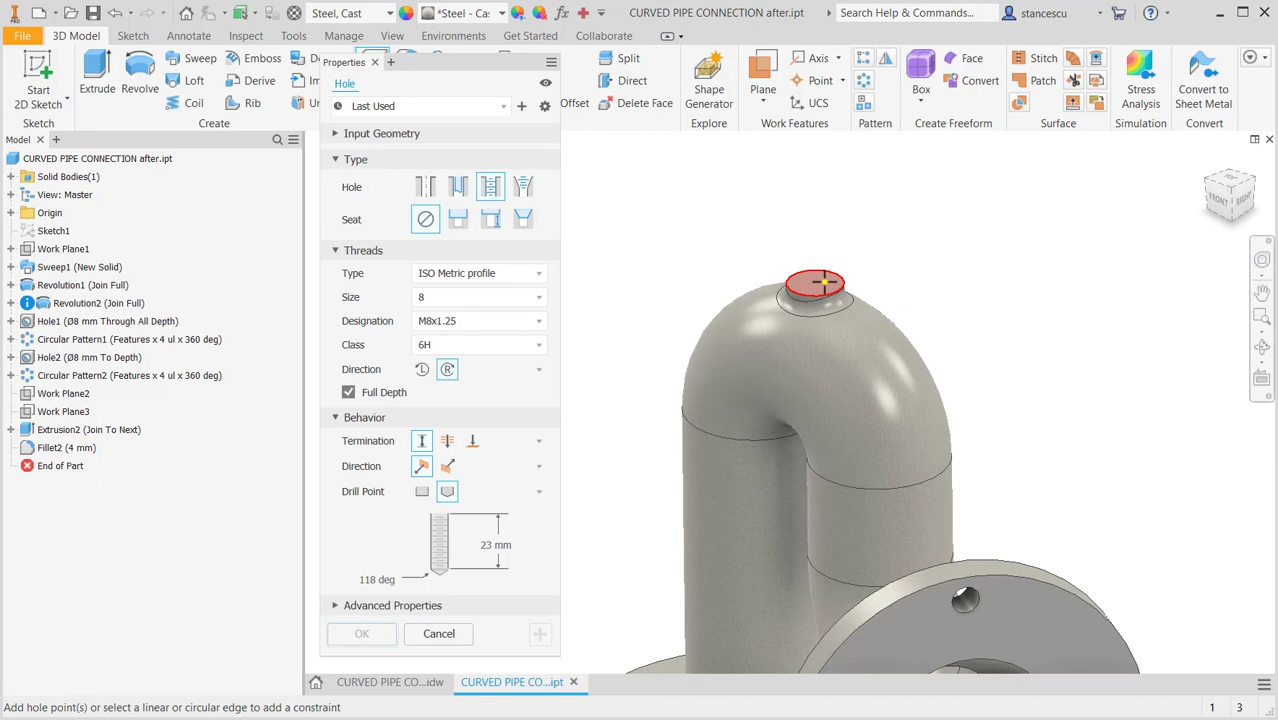 Steel, Cast
*Steel - Cas
CURVED PIPE CONNECTION after.ipt
Search Help & Commands...
stancescu
File
3D Model
Sketch
Annotate
Inspect
Tools
Manage
View
Environments
Get Started
Collaborate
Start
2D Sketch
Extrude
Revolve
Sweep
Loft
Coil
Emboss
Derive
Rib
Offset
Split
Direct
Delete Face
Shape
Generator
Plane
Axis
Point
UCS
Box
Face
Convert
Stitch
Patch
Stress
Analysis
Convert to
Sheet Metal
Sketch
Create
Explore
Work Features
Pattern
Create Freeform
Surface
Simulation
Convert
Model
CURVED PIPE CONNECTION after.ipt
Solid Bodies(1)
View: Master
Origin
Sketch1
Work Plane1
Sweep1 (New Solid)
Revolution1 (Join Full)
Revolution2 (Join Full)
Hole1 (Ø8 mm Through All Depth)
Circular Pattern1 (Features x 4 ul x 360 deg)
Hole2 (Ø8 mm To Depth)
Circular Pattern2 (Features x 4 ul x 360 deg)
Work Plane2
Work Plane3
Extrusion2 (Join To Next)
Fillet2 (4 mm)
End of Part
Properties
Hole
Last Used
Input Geometry
Type
Hole
Seat
Threads
Type ISO Metric profile
Size 8
Designation M8x1.25
Class 6H
Direction
Full Depth
Behavior
Termination
Direction
Drill Point
23 mm
118 deg
Advanced Properties
OK
Cancel
FRONT
RIGHT
CURVED PIPE CO...idw
CURVED PIPE CO...ipt
Add hole point(s) or select a linear or circular edge to add a constraint
1
3